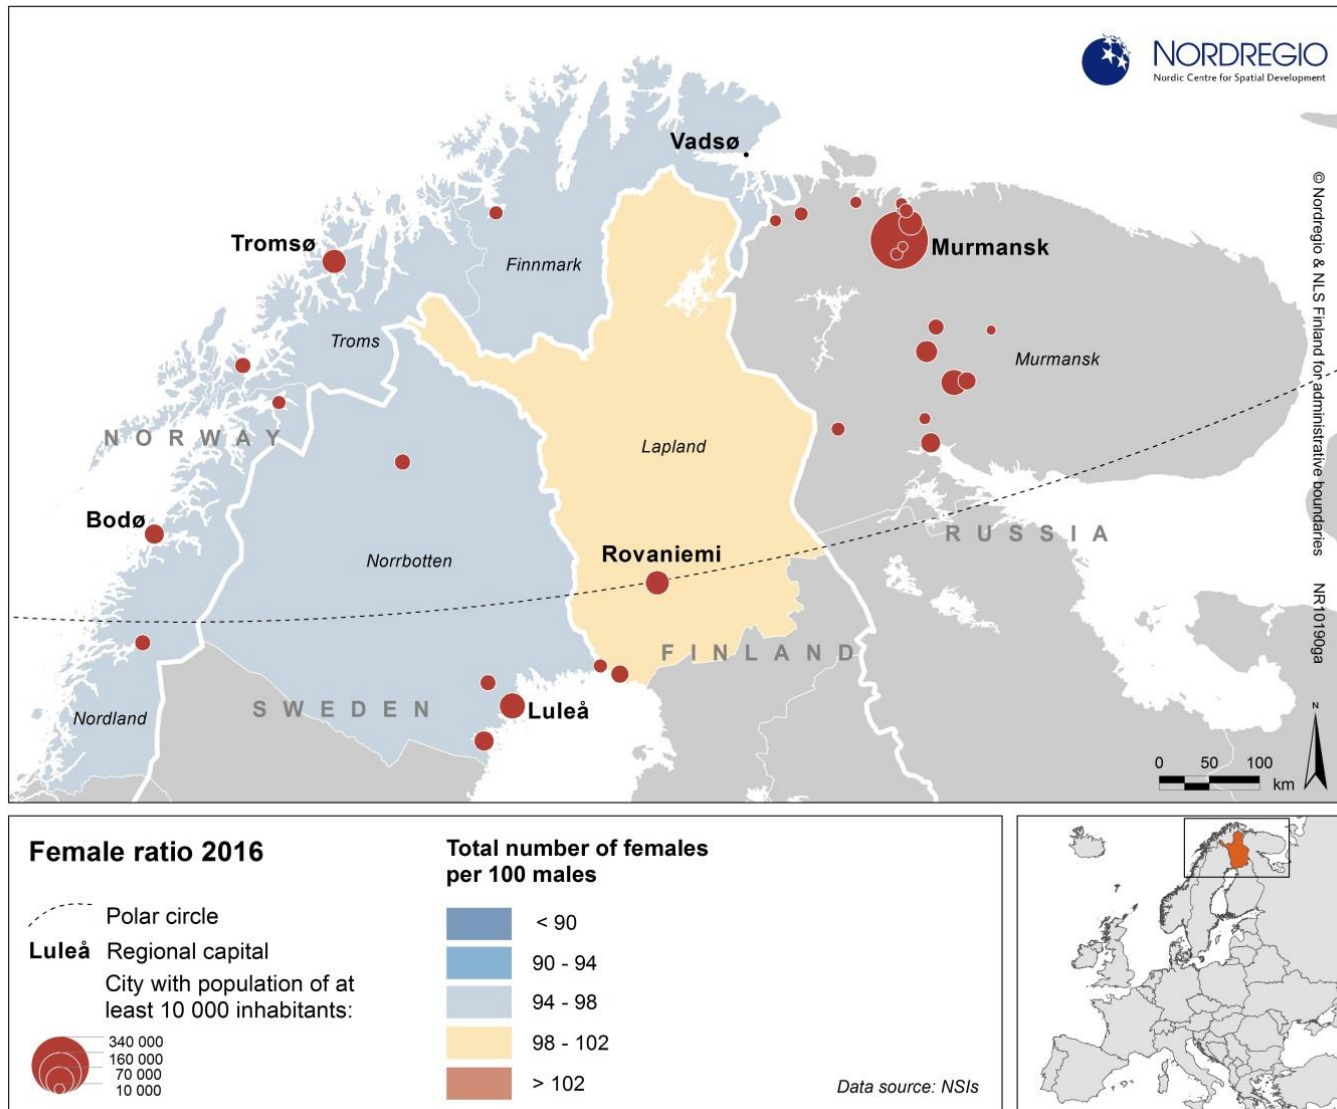 NORDREGIO
Nordic Centre for Spatial Development
Vadsø
Tromsø
Finnmark
Murmansk
Troms
Murmansk
NORWAY
Lapland
Bodø
RUSSIA
Norrbotten
Rovaniemi
FINLAND
Nordland
SWEDEN
Luleå
© Nordregio & NLS Finland for administrative boundaries NR10190ga
N
0 50 100
km
Female ratio 2016
Polar circle
Luleå Regional capital
City with population of at
least 10 000 inhabitants:
340 000
160 000
70 000
10 000
Total number of females
per 100 males
< 90
90 - 94
94 - 98
98 - 102
> 102
Data source: NSIs